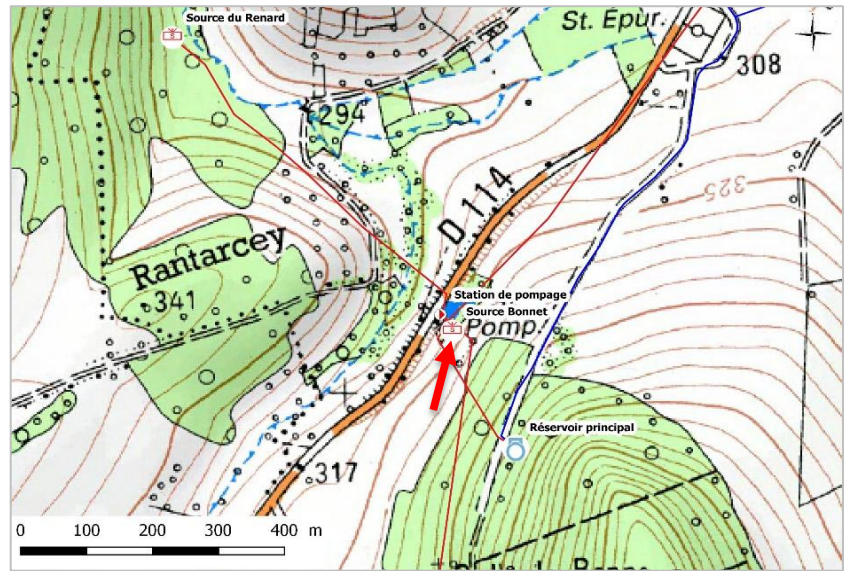 Source du Renard
St. Épur.
308
294
D 114
325
Rantarcey
341
Station de pompage
Source Bonnet
Pomp.
Réservoir principal
317
0 100 200 300 400 m